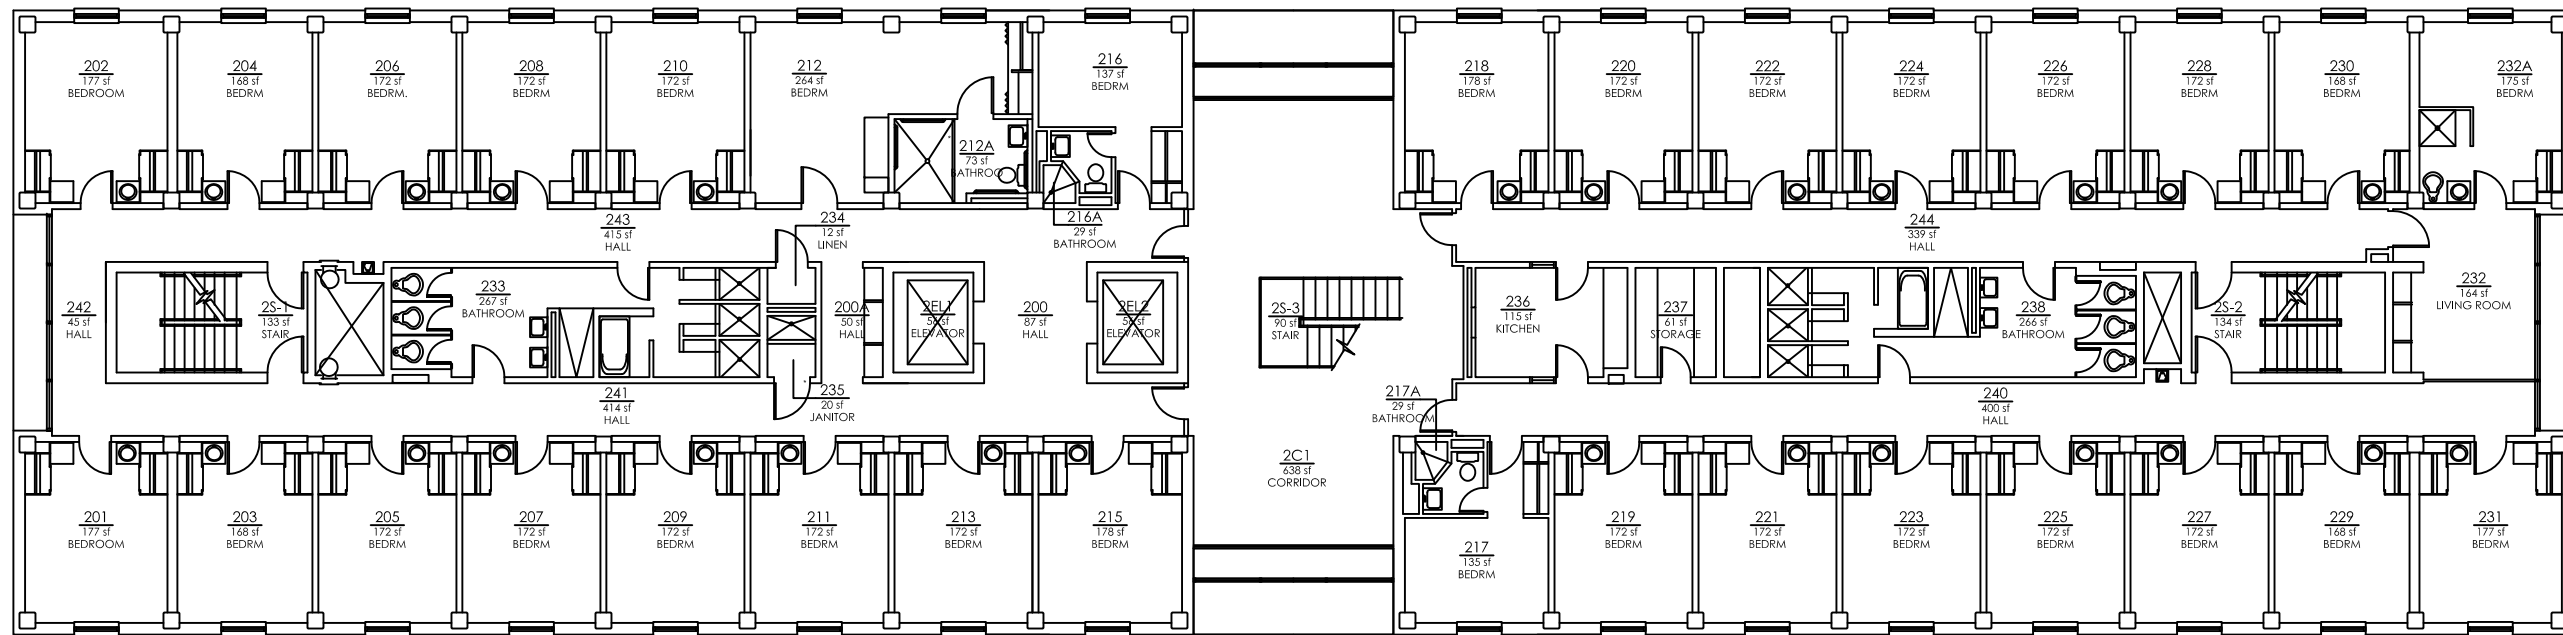 202
177 sf
BEDROOM
204
168 sf
BEDRM
206
172 sf
BEDRM.
208
172 sf
BEDRM
210
172 sf
BEDRM
212
264 sf
BEDRM
216
137 sf
BEDRM
218
178 sf
BEDRM
220
172 sf
BEDRM
222
172 sf
BEDRM
224
172 sf
BEDRM
226
172 sf
BEDRM
228
172 sf
BEDRM
230
168 sf
BEDRM
232A
175 sf
BEDRM
212A
73 sf
BATHROO
243
415 sf
HALL
234
12 sf
LINEN
216A
29 sf
BATHROOM
244
339 sf
HALL
242
45 sf
HALL
2S-1
133 sf
STAIR
233
267 sf
BATHROOM
200A
50 sf
HALL
2EL1
56 sf
ELEVATOR
200
87 sf
HALL
2EL2
56 sf
ELEVATOR
2S-3
90 sf
STAIR
236
115 sf
KITCHEN
237
61 sf
STORAGE
238
266 sf
BATHROOM
2S-2
134 sf
STAIR
232
164 sf
LIVING ROOM
241
414 sf
HALL
235
20 sf
JANITOR
217A
29 sf
BATHROOM
240
400 sf
HALL
2C1
638 sf
CORRIDOR
201
177 sf
BEDROOM
203
168 sf
BEDRM
205
172 sf
BEDRM
207
172 sf
BEDRM
209
172 sf
BEDRM
211
172 sf
BEDRM
213
172 sf
BEDRM
215
178 sf
BEDRM
217
135 sf
BEDRM
219
172 sf
BEDRM
221
172 sf
BEDRM
223
172 sf
BEDRM
225
172 sf
BEDRM
227
172 sf
BEDRM
229
168 sf
BEDRM
231
177 sf
BEDRM